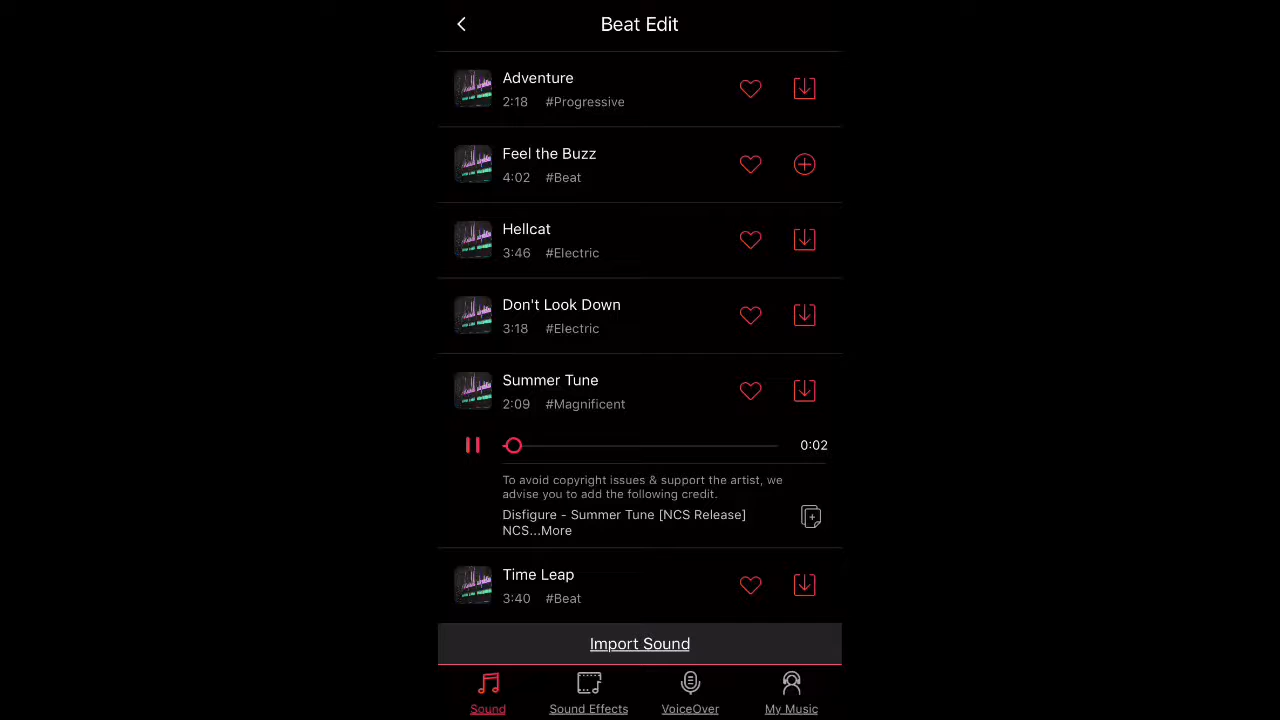 Beat Edit
Adventure
2:18 #Progressive
Feel the Buzz
4:02 #Beat
Hellcat
3:46 #Electric
Don't Look Down
3:18 #Electric
Summer Tune
2:09 #Magnificent
0:02
To avoid copyright issues & support the artist, we
advise you to add the following credit.
Disfigure - Summer Tune [NCS Release]
NCS...More
Time Leap
3:40 #Beat
Import Sound
Sound Sound Effects VoiceOver My Music